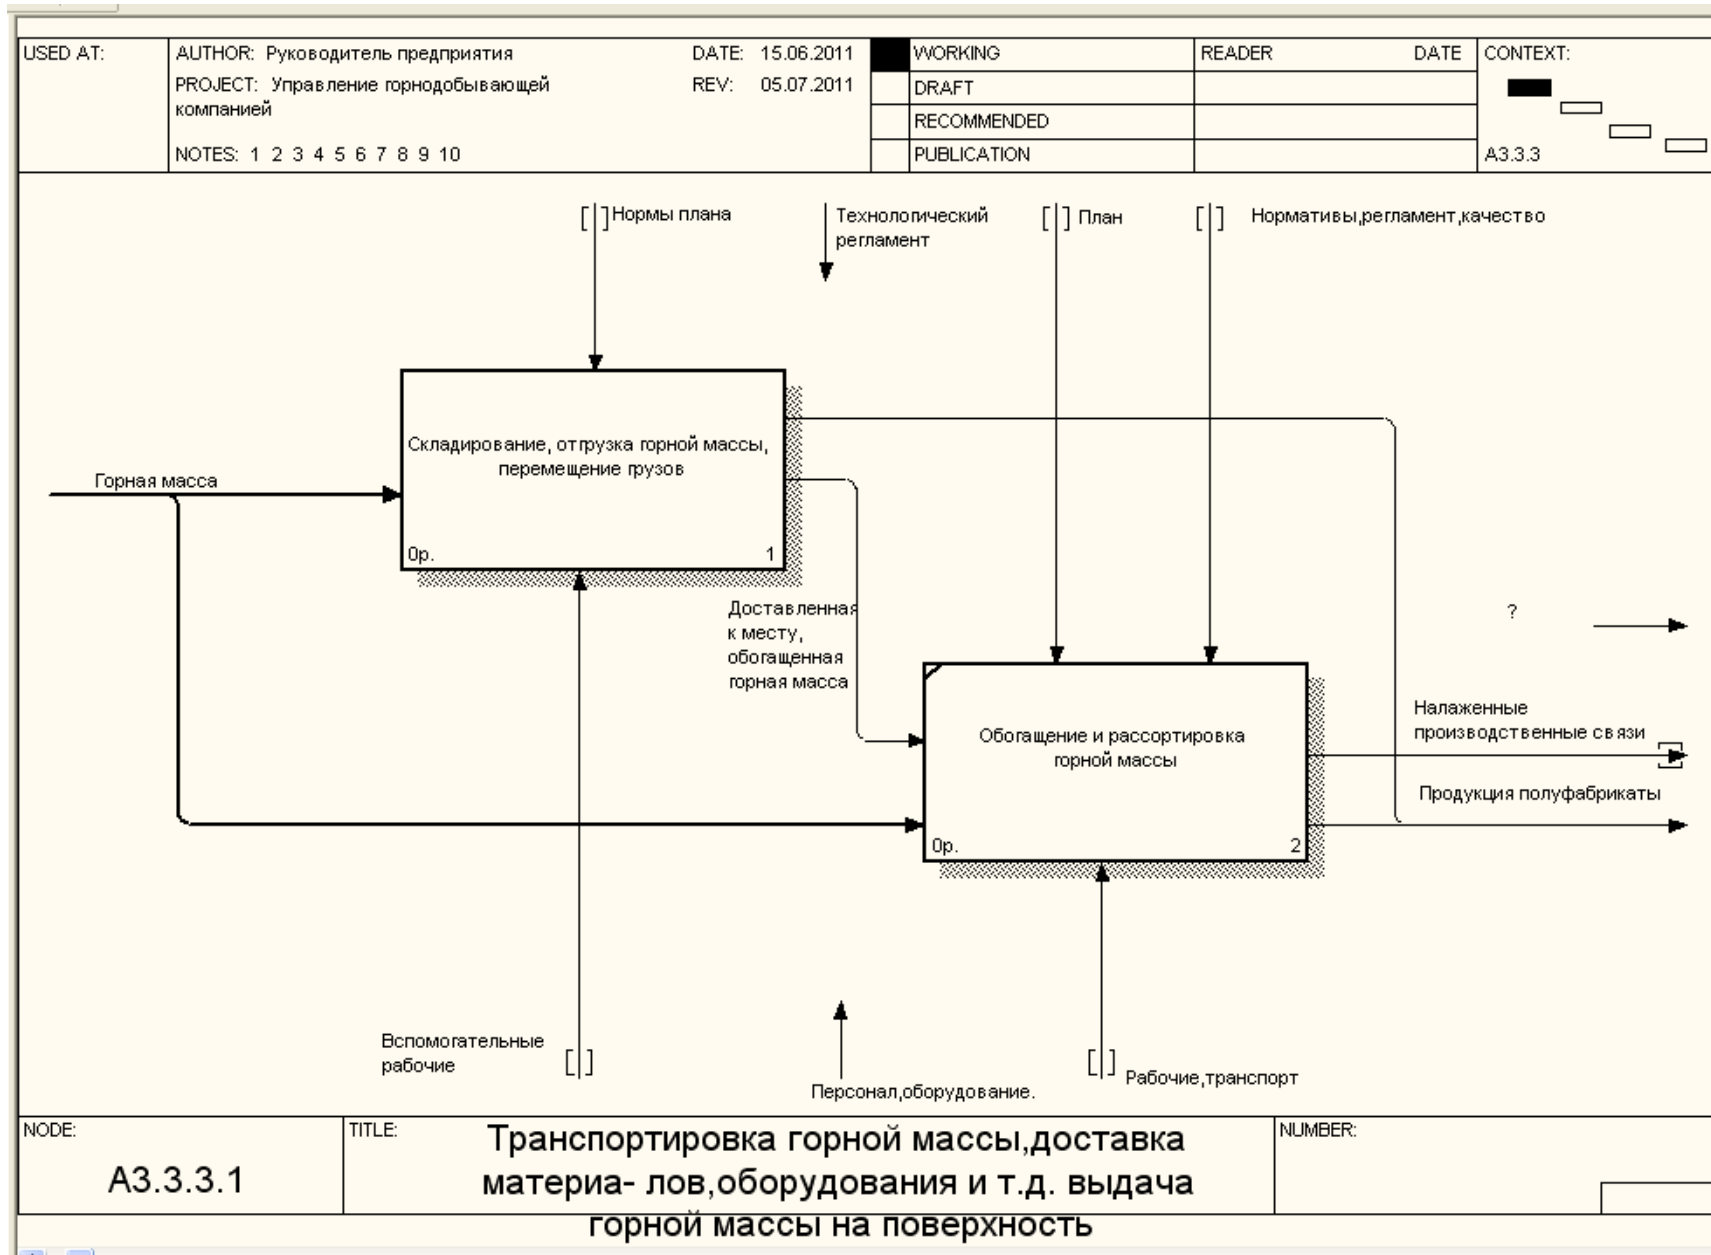 USED AT:
AUTHOR: Руководитель предприятия
DATE: 15.06.2011
PROJECT: Управление горнодобывающей
компанией
REV: 05.07.2011
NOTES: 1 2 3 4 5 6 7 8 9 10
WORKING
DRAFT
RECOMMENDED
PUBLICATION
READER DATE
CONTEXT:
A3.3.3
Нормы плана
Технологический
регламент
План
Нормативы,регламент,качество
Горная масса
Складирование, отгрузка горной массы,
перемещение грузов
0р. 1
Доставленная
к месту,
обогащенная
горная масса
?
Обогащение и рассортировка
горной массы
0р. 2
Налаженные
производственные связи
Продукция полуфабрикаты
Вспомогательные
рабочие
Персонал,оборудование.
Рабочие,транспорт
NODE:
A3.3.3.1
TITLE:
Транспортировка горной массы,доставка
материа- лов,оборудования и т.д. выдача
горной массы на поверхность
NUMBER: